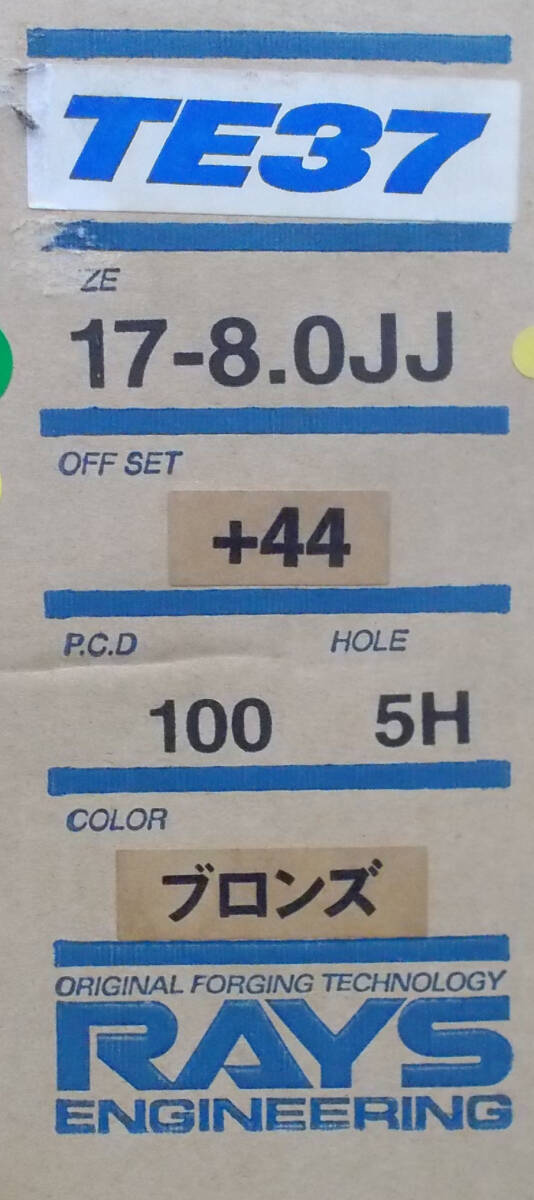 TE37
ZE
17-8.0JJ
OFF SET
+44
P.C.D HOLE
100 5H
COLOR
ブロンズ
ORIGINAL FORGING TECHNOLOGY
RAYS
ENGINEERING